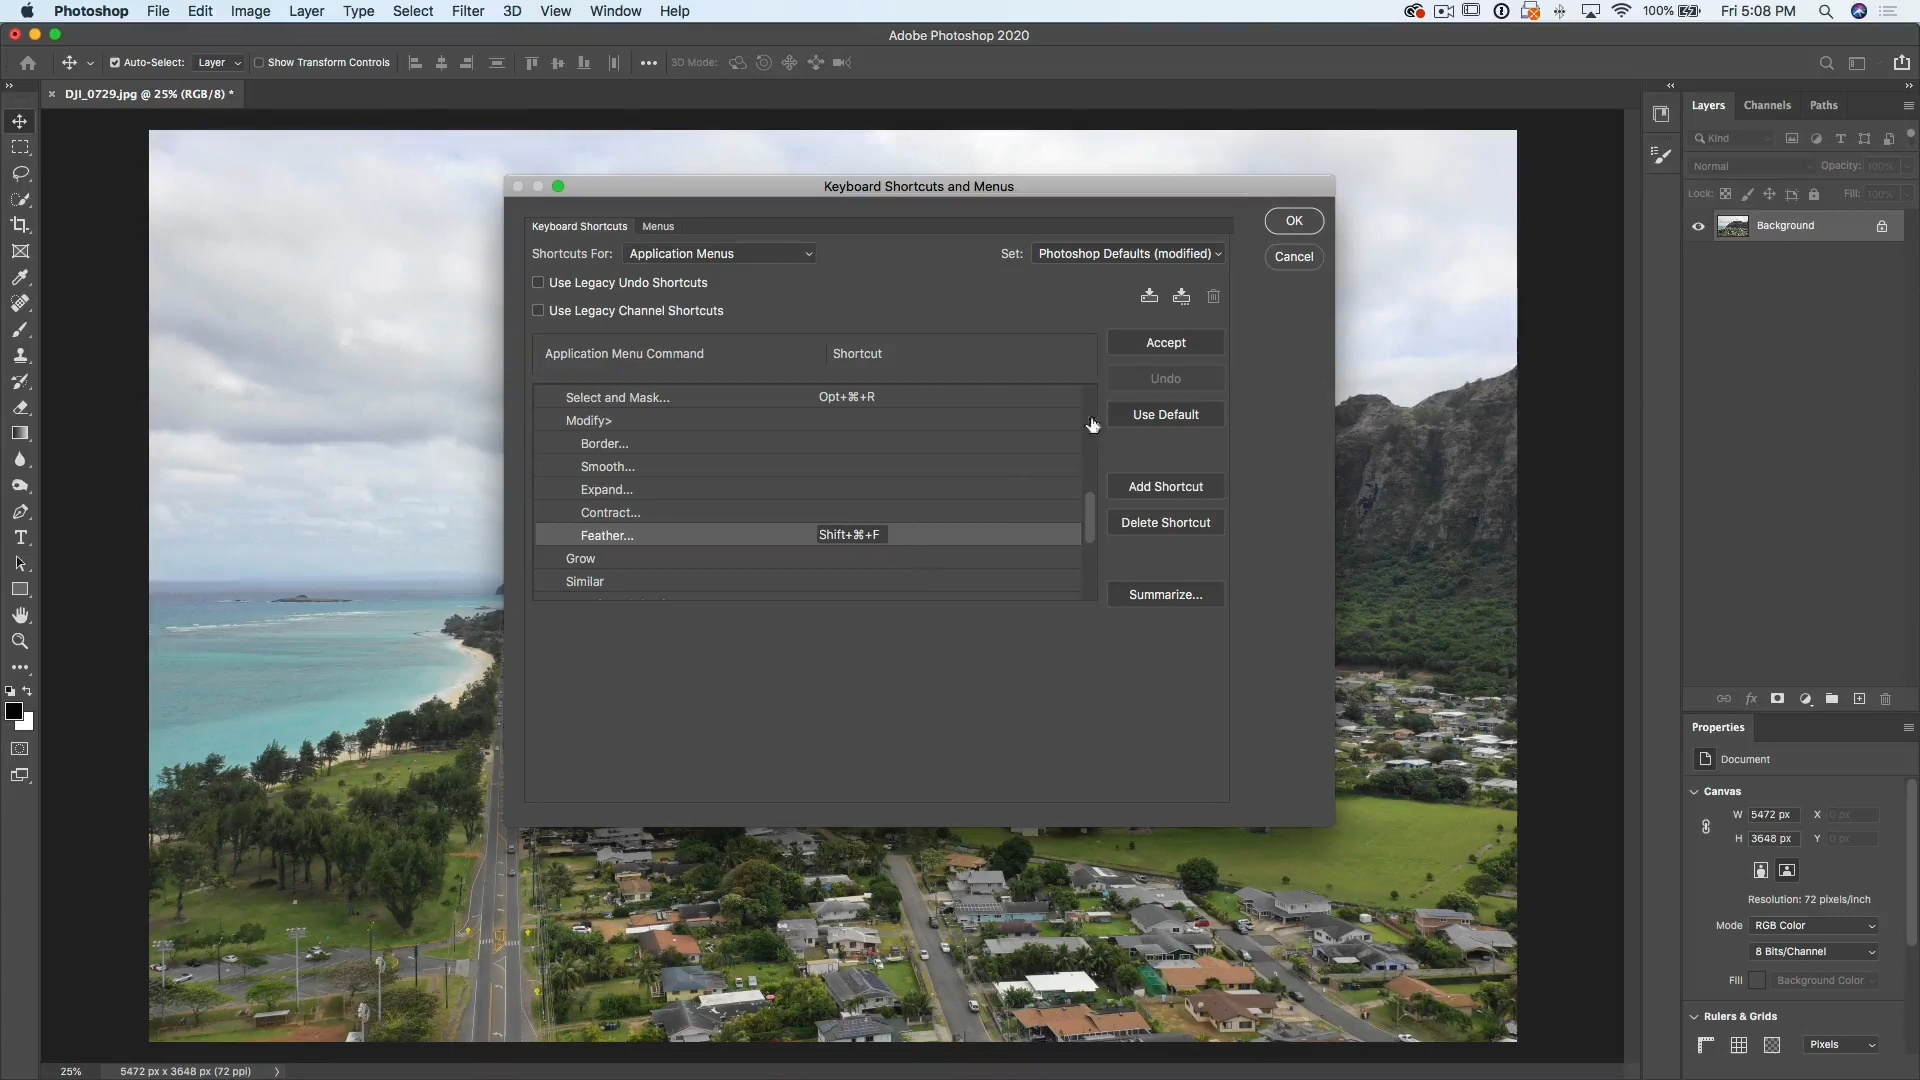 Photoshop File Edit Image Layer Type Select Filter 3D View Window Help 100% Fri 5:08 PM
Adobe Photoshop 2020
Auto-Select: Layer Show Transform Controls 3D Mode:
DJI_0729.jpg @ 25% (RGB/8) *
Layers Channels Paths
Kind
Normal Opacity: 100%
Lock: Fill: 100%
Background
Keyboard Shortcuts and Menus
Keyboard Shortcuts Menus
OK
Shortcuts For: Application Menus Set: Photoshop Defaults (modified)
Cancel
Use Legacy Undo Shortcuts
Use Legacy Channel Shortcuts
Accept
Application Menu Command Shortcut
Undo
Select and Mask... Opt+⌘+R
Use Default
Modify>
Border...
Smooth...
Expand...
Add Shortcut
Contract...
Delete Shortcut
Feather... Shift+⌘+F
Grow
Similar
Summarize...
Properties
Document
Canvas
W 5472 px X 0 px
H 3648 px Y 0 px
Resolution: 72 pixels/inch
Mode RGB Color
8 Bits/Channel
Fill Background Color
Rulers & Grids
Pixels
25% 5472 px x 3648 px (72 ppi)